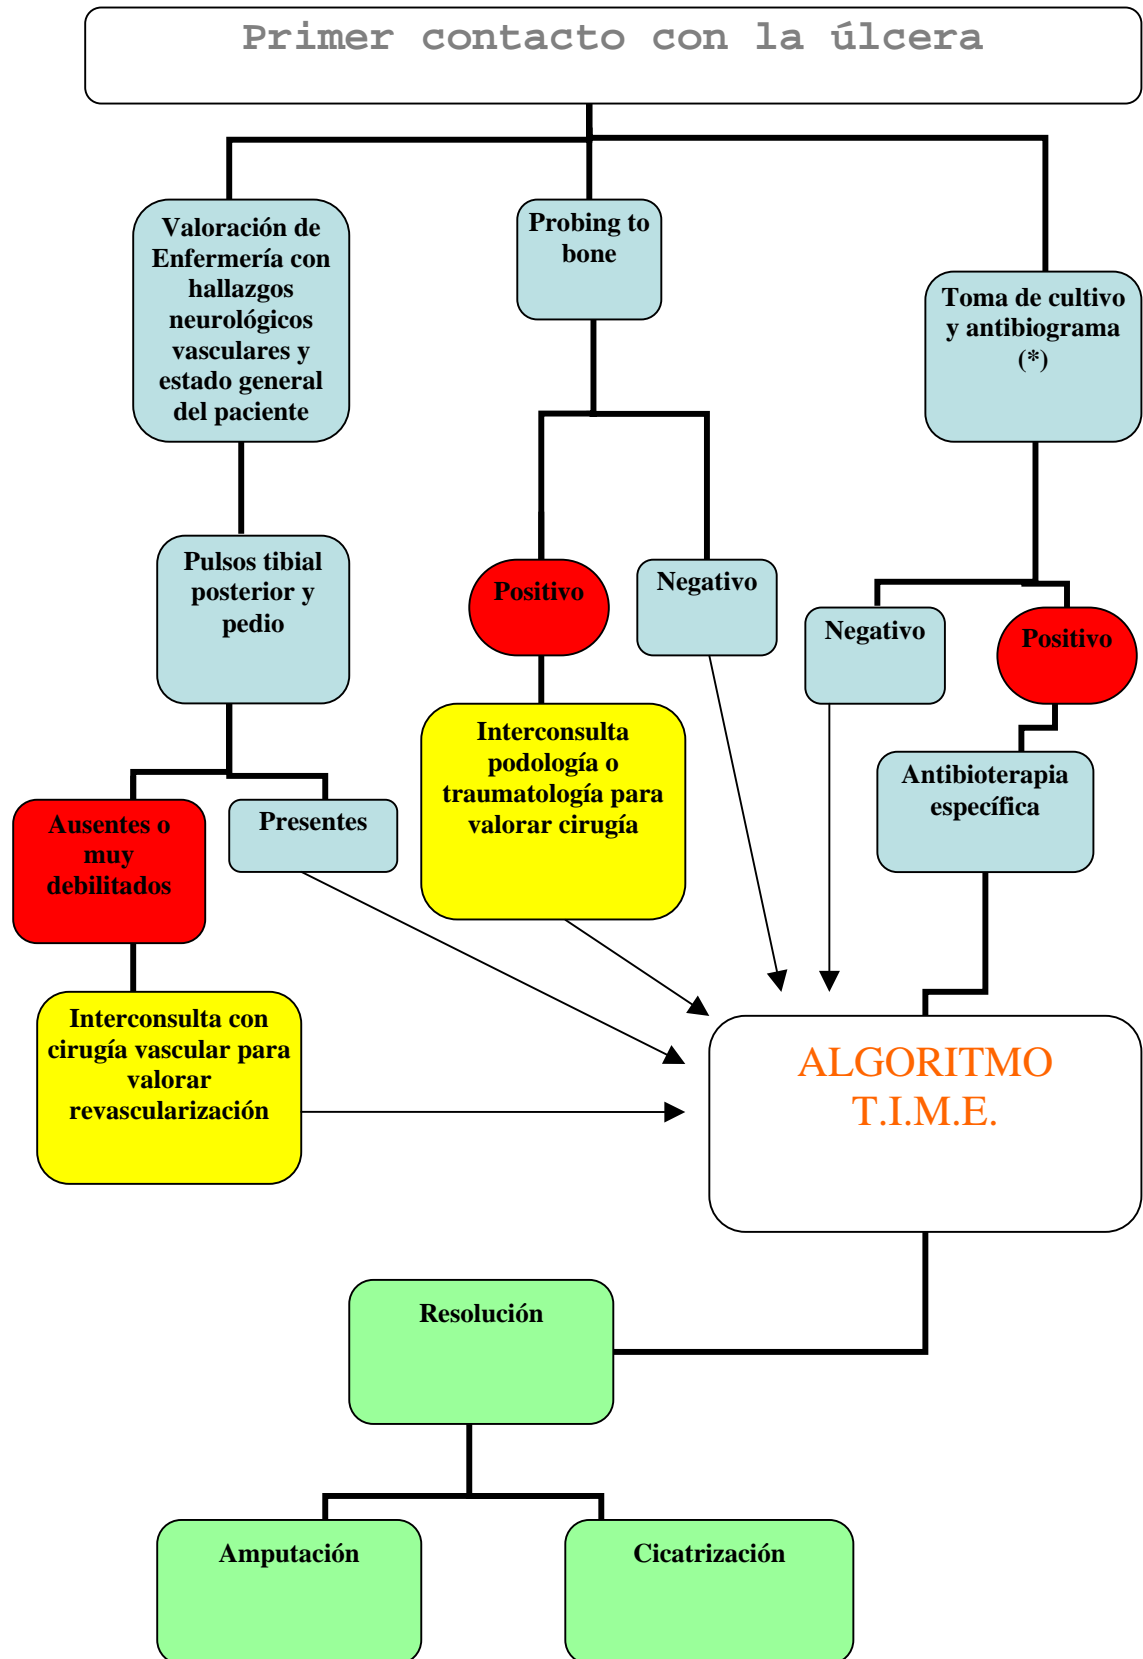 Primer contacto con la úlcera
Valoración de
Enfermería con
hallazgos
neurológicos
vasculares y
estado general
del paciente
Probing to
bone
Toma de cultivo
y antibiograma
(*)
Pulsos tibial
posterior y
pedio
Positivo
Negativo
Negativo
Positivo
Interconsulta
podología o
traumatología para
valorar cirugía
Antibioterapia
específica
Ausentes o
muy
debilitados
Presentes
Interconsulta con
cirugía vascular para
valorar
revascularización
ALGORITMO
T.I.M.E.
Resolución
Amputación
Cicatrización